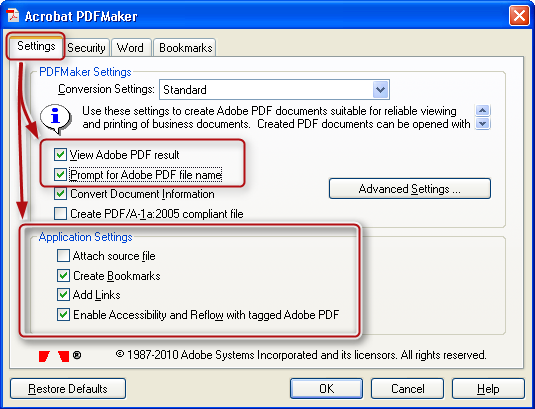 Acrobat PDFMaker
Settings Security Word Bookmarks
PDFMaker Settings
Conversion Settings: Standard
Use these settings to create Adobe PDF documents suitable for reliable viewing
and printing of business documents. Created PDF documents can be opened with
View Adobe PDF result
Prompt for Adobe PDF file name
Convert Document Information
Advanced Settings ...
Create PDF/A-1a:2005 compliant file
Application Settings
Attach source file
Create Bookmarks
Add Links
Enable Accessibility and Reflow with tagged Adobe PDF
® © 1987-2010 Adobe Systems Incorporated and its licensors. All rights reserved.
Restore Defaults OK Cancel Help